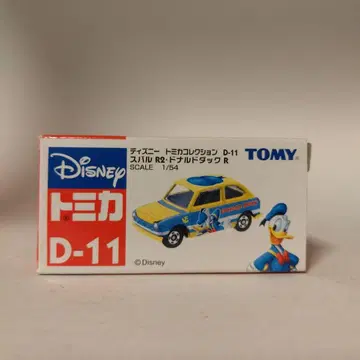 Disney
トミカ
D-11
ディズニー トミカコレクション D-11
スバル R2・ドナルドダック R
SCALE 1/54
TOMY
©Disney